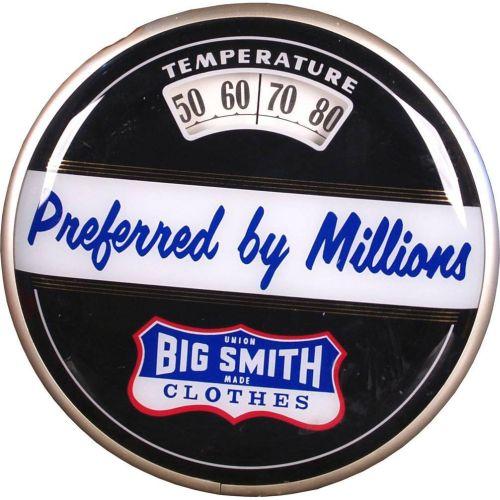 TEMPERATURE
50 60 70 80
Preferred by Millions
UNION
BIG SMITH
MADE
CLOTHES